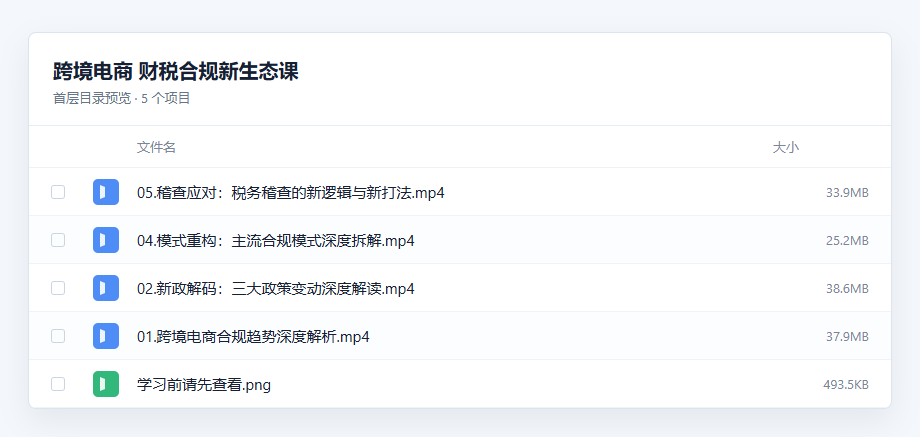 跨境电商 财税合规新生态课
首层目录预览 · 5 个项目
文件名 大小
05.稽查应对：税务稽查的新逻辑与新打法.mp4 33.9MB
04.模式重构：主流合规模式深度拆解.mp4 25.2MB
02.新政解码：三大政策变动深度解读.mp4 38.6MB
01.跨境电商合规趋势深度解析.mp4 37.9MB
学习前请先查看.png 493.5KB